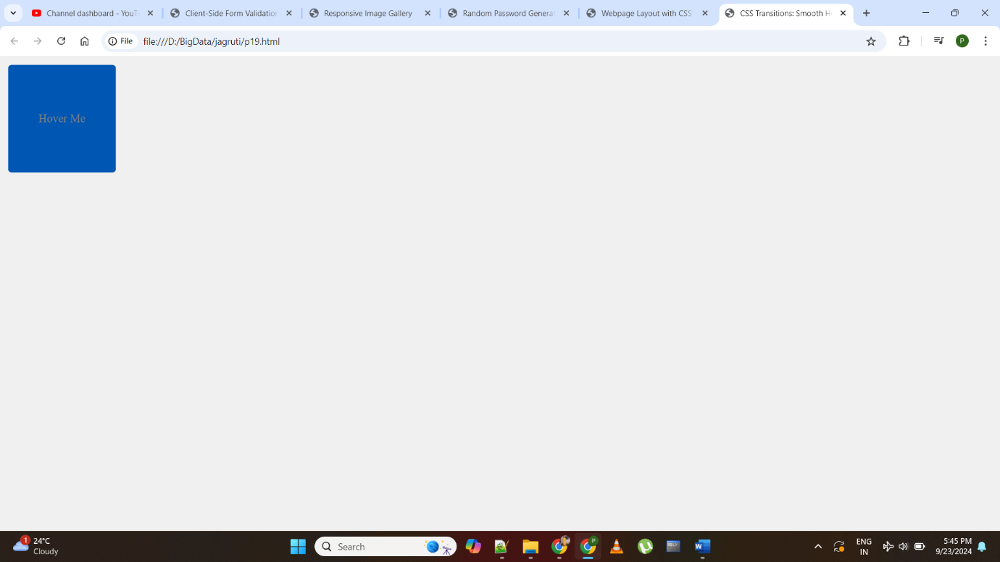 Channel dashboard - YouT
Client-Side Form Validation
Responsive Image Gallery
Random Password Genera
Webpage Layout with CSS
CSS Transitions: Smooth H
File
file:///D:/BigData/jagruti/p19.html
P
Hover Me
1
24°C
Cloudy
Search
P
W
ENG
IN
5:45 PM
9/23/2024